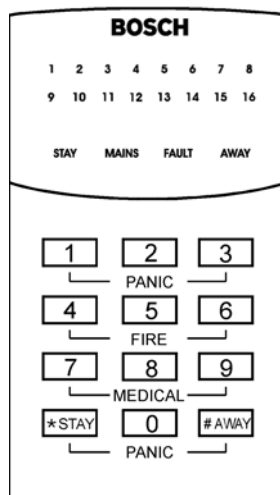 BOSCH
1 2 3 4 5 6 7 8
9 10 11 12 13 14 15 16
STAY MAINS FAULT AWAY
1 2 3
PANIC
4 5 6
FIRE
7 8 9
MEDICAL
*STAY 0 #AWAY
PANIC